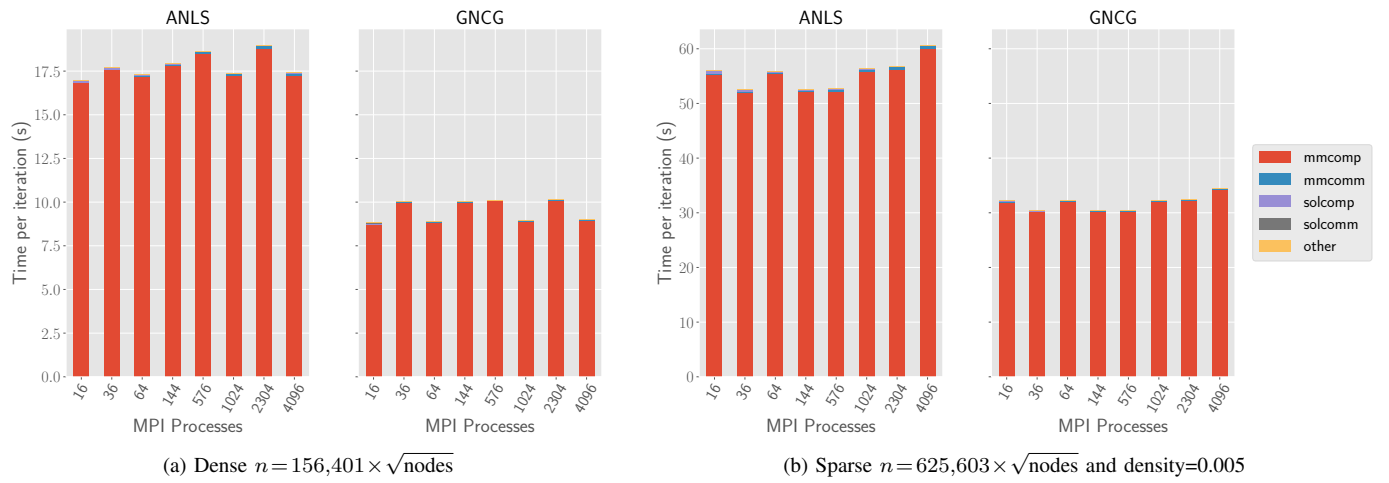 ANLS
GNCG
ANLS
GNCG
Time per iteration (s)
17.5
15.0
12.5
10.0
7.5
5.0
2.5
0.0
16 36 64 144 576 1024 2304 4096
MPI Processes
16 36 64 144 576 1024 2304 4096
MPI Processes
(a) Dense n=156,401×√nodes
Time per iteration (s)
60
50
40
30
20
10
0
16 36 64 144 576 1024 2304 4096
MPI Processes
16 36 64 144 576 1024 2304 4096
MPI Processes
mmcomp
mmcomm
solcomp
solcomm
other
(b) Sparse n=625,603×√nodes and density=0.005